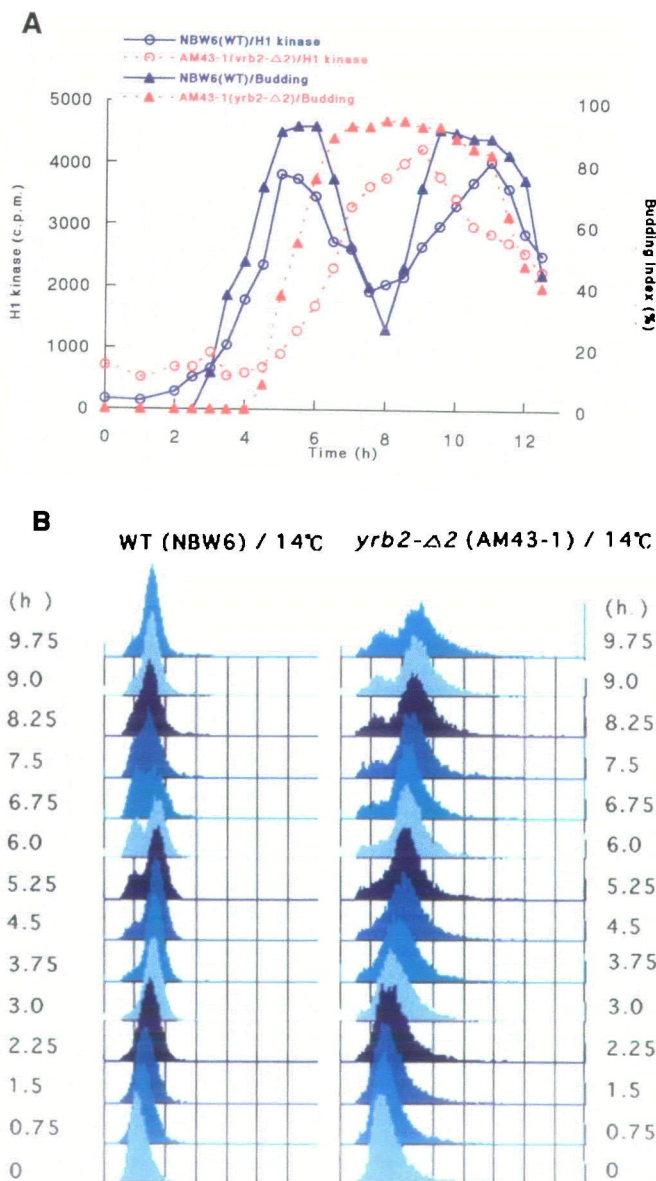 A
NBW6(WT)/H1 kinase
AM43-1(yrb2-△2)/H1 kinase
NBW6(WT)/Budding
AM43-1(yrb2-△2)/Budding
5000
4000
3000
2000
1000
0
H1 kinase (c.p.m.)
100
80
60
40
20
0
Budding Index (%)
0 2 4 6 8 10 12
Time (h)
B
WT (NBW6) / 14℃ yrb2-△2 (AM43-1) / 14℃
(h ) (h )
9.75 9.75
9.0 9.0
8.25 8.25
7.5 7.5
6.75 6.75
6.0 6.0
5.25 5.25
4.5 4.5
3.75 3.75
3.0 3.0
2.25 2.25
1.5 1.5
0.75 0.75
0 0